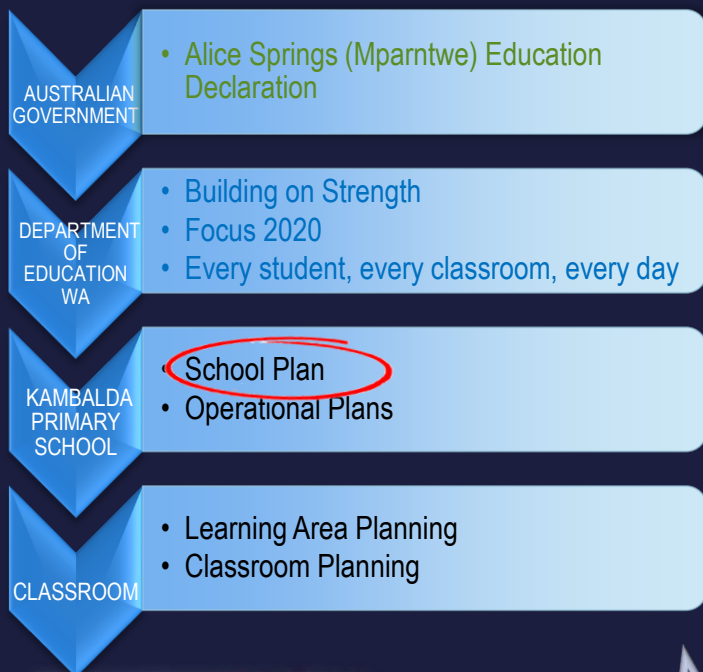 AUSTRALIAN
GOVERNMENT
• Alice Springs (Mparntwe) Education
Declaration
DEPARTMENT
OF
EDUCATION
WA
• Building on Strength
• Focus 2020
• Every student, every classroom, every day
KAMBALDA
PRIMARY
SCHOOL
• School Plan
• Operational Plans
CLASSROOM
• Learning Area Planning
• Classroom Planning